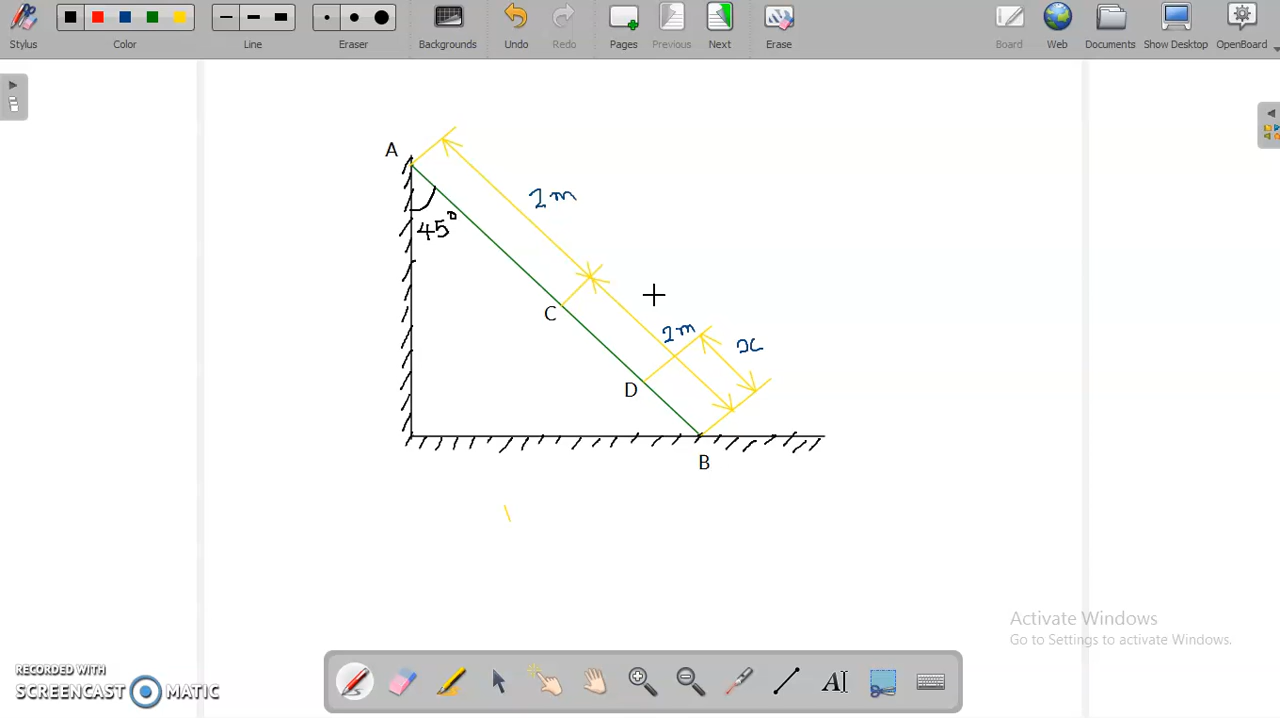 Stylus Color Line Eraser Backgrounds Undo Redo Pages Previous Next Erase Board Web Documents Show Desktop OpenBoard
A
2m
45°
C
2m
x
D
B
Activate Windows
Go to Settings to activate Windows.
RECORDED WITH
SCREENCAST MATIC
A